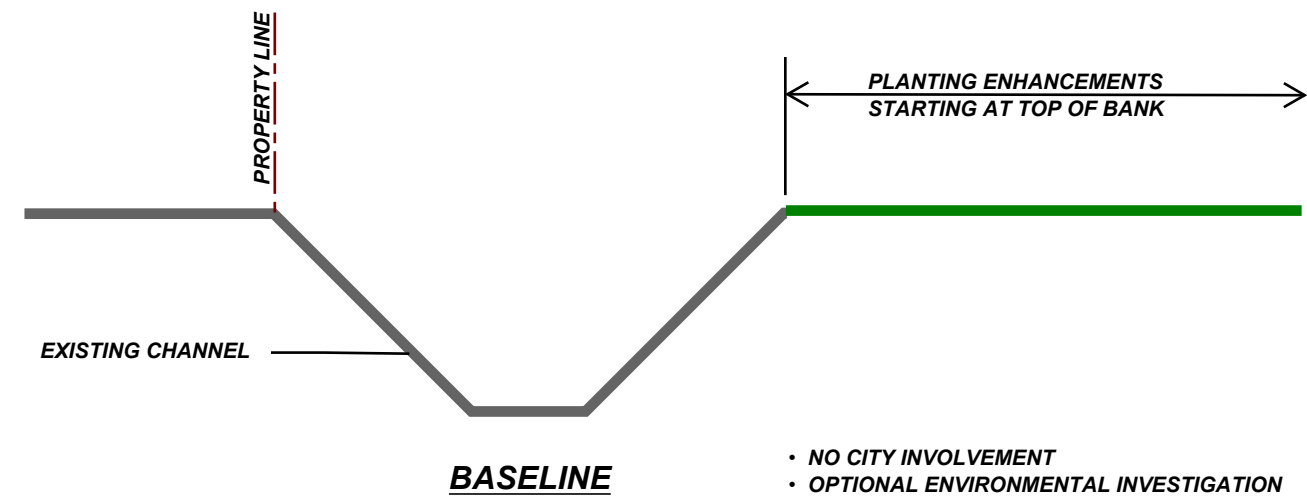 PROPERTY LINE
PLANTING ENHANCEMENTS
STARTING AT TOP OF BANK
EXISTING CHANNEL
BASELINE
• NO CITY INVOLVEMENT
• OPTIONAL ENVIRONMENTAL INVESTIGATION